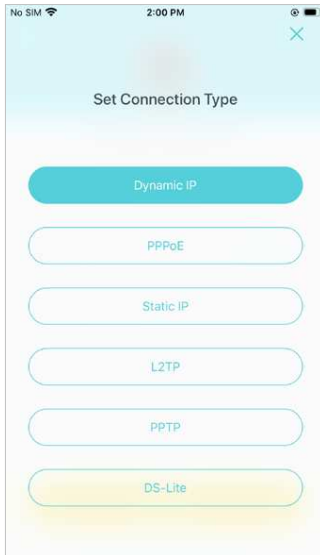 No SIM 2:00 PM
Set Connection Type
Dynamic IP
PPPoE
Static IP
L2TP
PPTP
DS-Lite